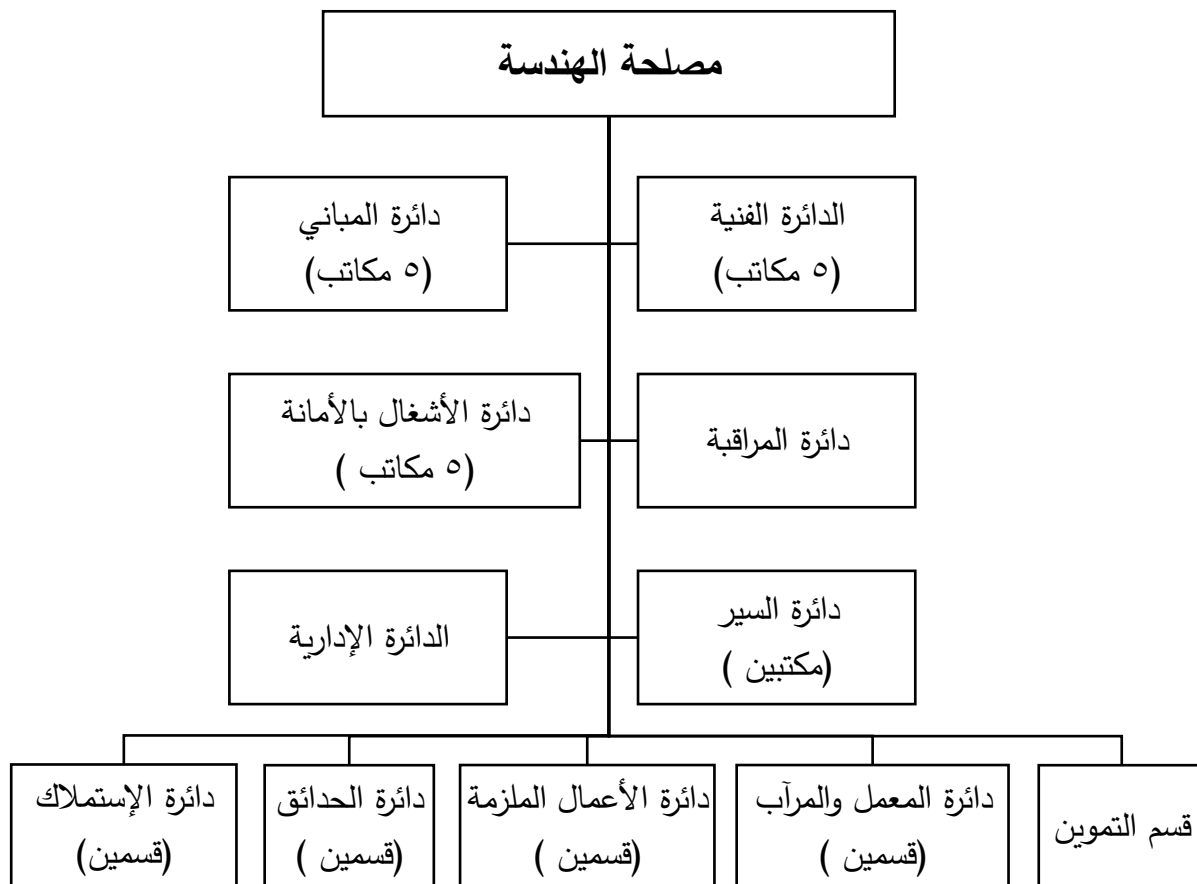 مصلحة الهندسة
الدائرة الفنية
(٥ مكاتب)
دائرة المباني
(٥ مكاتب)
دائرة المراقبة
دائرة الأشغال بالأمانة
(٥ مكاتب )
دائرة السير
(مكتبين )
الدائرة الإدارية
قسم التموين
دائرة المعمل والمرآب
(قسمين )
دائرة الأعمال الملزمة
(قسمين )
دائرة الحدائق
(قسمين )
دائرة الإستملاك
(قسمين)